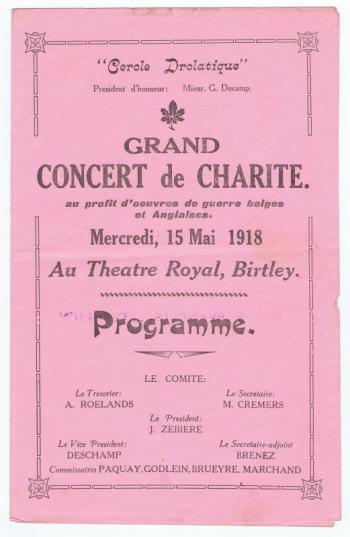 "Cercle Drolatique"
President d'honneur: Mieur. G. Decamp.
GRAND
CONCERT de CHARITE.
au profit d'oeuvres de guerre belges
et Anglaises.
Mercredi, 15 Mai 1918
Au Theatre Royal, Birtley.
Programme.
LE COMITE:
Le Tresorier: Le Secretaire:
A. ROELANDS M. CREMERS
Le President:
J. ZEBIERE
Le Vice President: Le Secretaire-adjoint
DESCHAMP BRENEZ
Commissaires PAQUAY, GODLEIN, BRUEYRE. MARCHAND